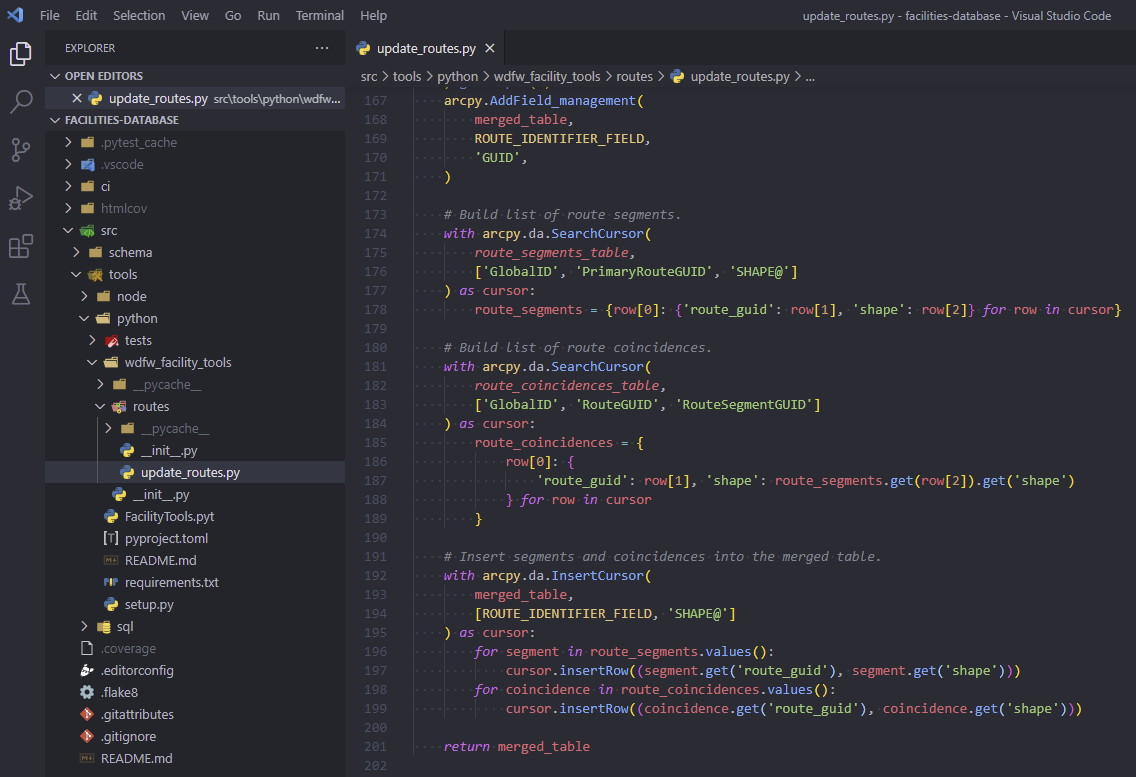 File Edit Selection View Go Run Terminal Help
update_routes.py - facilities-database - Visual Studio Code
EXPLORER
OPEN EDITORS
update_routes.py src\tools\python\wdfw...
FACILITIES-DATABASE
.pytest_cache
.vscode
ci
htmlcov
src
schema
tools
node
python
tests
wdfw_facility_tools
__pycache__
routes
__pycache__
__init__.py
update_routes.py
__init__.py
FacilityTools.pyt
pyproject.toml
README.md
requirements.txt
setup.py
sql
.coverage
.editorconfig
.flake8
.gitattributes
.gitignore
README.md
update_routes.py
src > tools > python > wdfw_facility_tools > routes > update_routes.py > ...
167 arcpy.AddField_management(
168 merged_table,
169 ROUTE_IDENTIFIER_FIELD,
170 'GUID',
171 )
172
173 # Build list of route segments.
174 with arcpy.da.SearchCursor(
175 route_segments_table,
176 ['GlobalID', 'PrimaryRouteGUID', 'SHAPE@']
177 ) as cursor:
178 route_segments = {row[0]: {'route_guid': row[1], 'shape': row[2]} for row in cursor}
179
180 # Build list of route coincidences.
181 with arcpy.da.SearchCursor(
182 route_coincidences_table,
183 ['GlobalID', 'RouteGUID', 'RouteSegmentGUID']
184 ) as cursor:
185 route_coincidences = {
186 row[0]: {
187 'route_guid': row[1], 'shape': route_segments.get(row[2]).get('shape')
188 } for row in cursor
189 }
190
191 # Insert segments and coincidences into the merged table.
192 with arcpy.da.InsertCursor(
193 merged_table,
194 [ROUTE_IDENTIFIER_FIELD, 'SHAPE@']
195 ) as cursor:
196 for segment in route_segments.values():
197 cursor.insertRow((segment.get('route_guid'), segment.get('shape')))
198 for coincidence in route_coincidences.values():
199 cursor.insertRow((coincidence.get('route_guid'), coincidence.get('shape')))
200
201 return merged_table
202